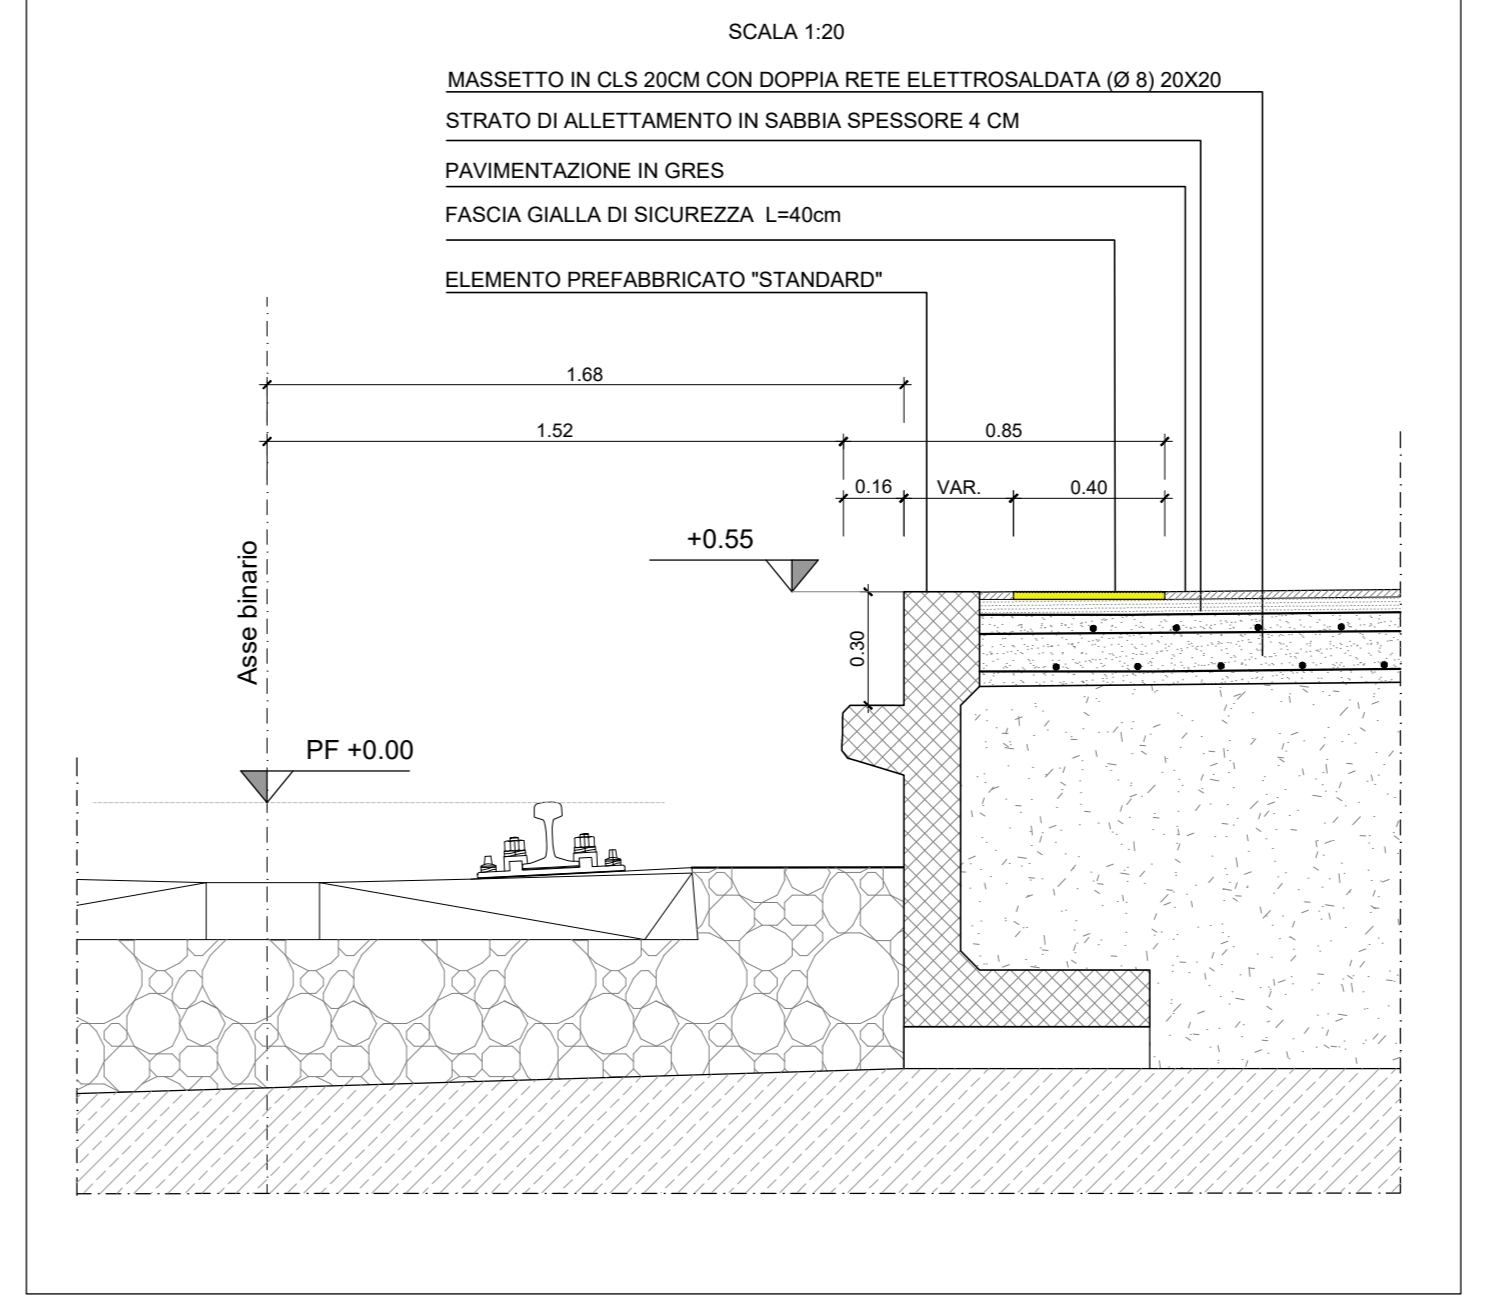 SCALA 1:20
MASSETTO IN CLS 20CM CON DOPPIA RETE ELETTROSALDATA (Ø 8) 20X20
STRATO DI ALLETTAMENTO IN SABBIA SPESSORE 4 CM
PAVIMENTAZIONE IN GRES
FASCIA GIALLA DI SICUREZZA L=40cm
ELEMENTO PREFABBRICATO "STANDARD"
1.68
1.52
0.85
0.16
VAR.
0.40
+0.55
0.30
Asse binario
PF +0.00